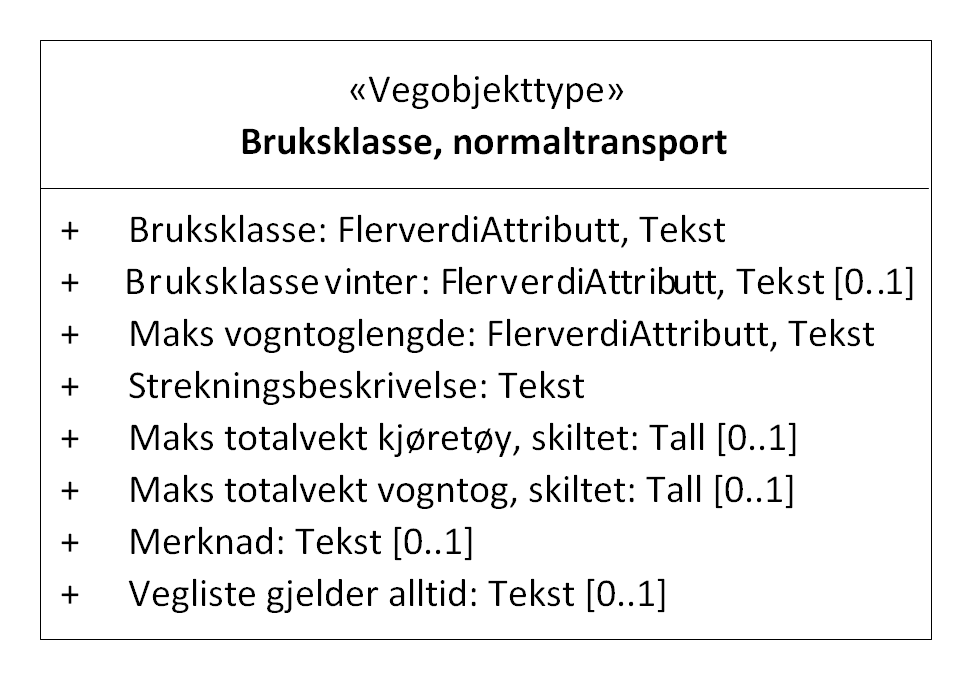 «Vegobjekttype»
Bruksklasse, normaltransport
+ Bruksklasse: FlerverdiAttributt, Tekst
+ Bruksklasse vinter: FlerverdiAttributt, Tekst [0..1]
+ Maks vogntoglengde: FlerverdiAttributt, Tekst
+ Strekningsbeskrivelse: Tekst
+ Maks totalvekt kjøretøy, skiltet: Tall [0..1]
+ Maks totalvekt vogntog, skiltet: Tall [0..1]
+ Merknad: Tekst [0..1]
+ Vegliste gjelder alltid: Tekst [0..1]